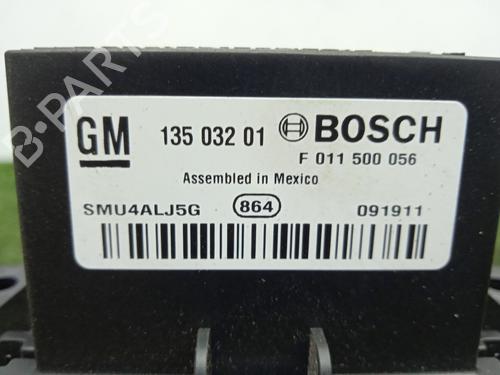 B-PARTS
GM 135 032 01 BOSCH
F 011 500 056
Assembled in Mexico
SMU4ALJ5G 864 091911